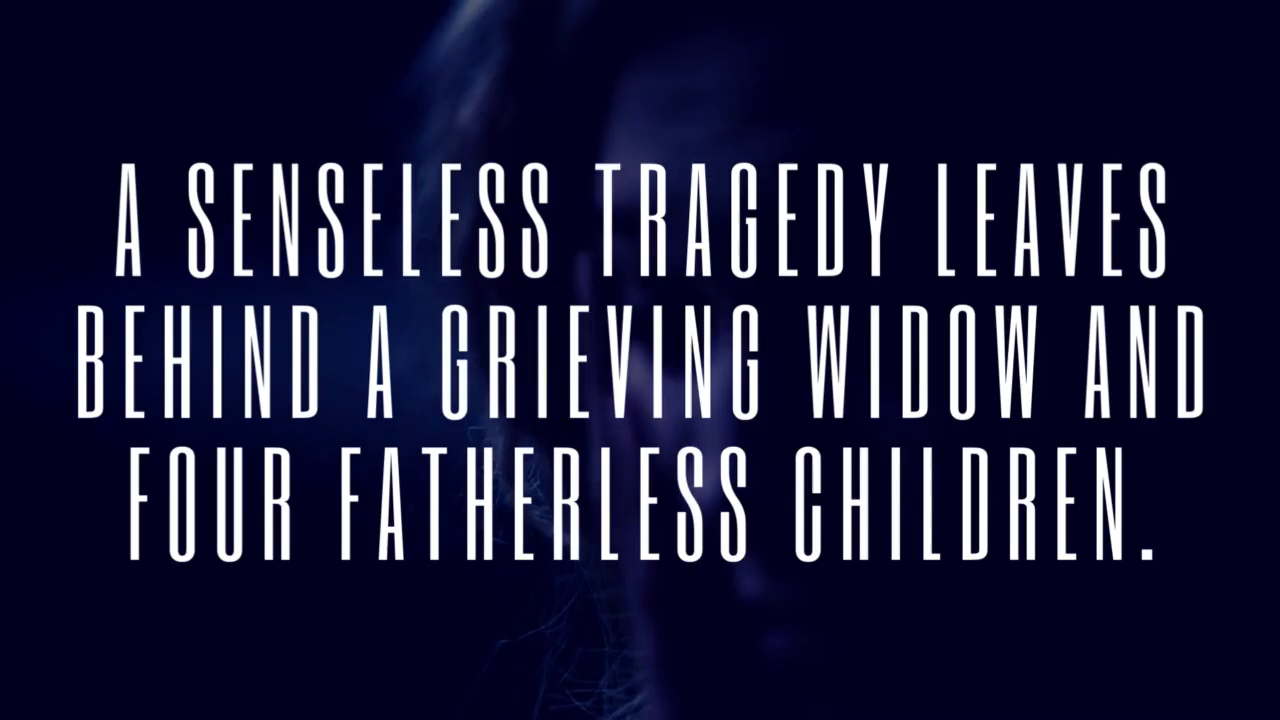 A SENSELESS TRAGEDY LEAVES
BEHIND A GRIEVING WIDOW AND
FOUR FATHERLESS CHILDREN.